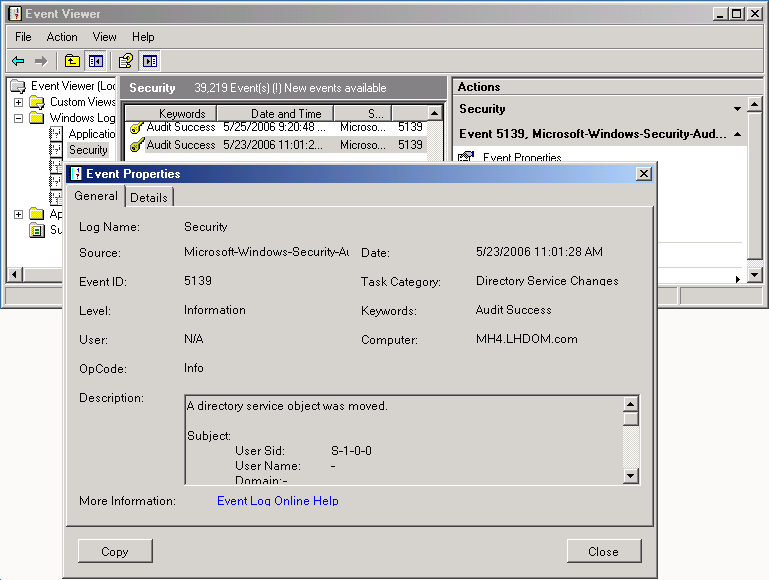 Event Viewer
File Action View Help
Event Viewer (Loc
Custom Views
Windows Log
Applicatio
Security
Ap
Su
Security 39,219 Event(s) (!) New events available
Keywords Date and Time S...
Audit Success 5/25/2006 9:20:48 ... Microso... 5139
Audit Success 5/23/2006 11:01:2... Microso... 5139
Actions
Security
Event 5139, Microsoft-Windows-Security-Aud...
Event Properties
Event Properties
General Details
Log Name: Security
Source: Microsoft-Windows-Security-Au Date: 5/23/2006 11:01:28 AM
Event ID: 5139 Task Category: Directory Service Changes
Level: Information Keywords: Audit Success
User: N/A Computer: MH4.LHDOM.com
OpCode: Info
Description: A directory service object was moved.
Subject:
User Sid: S-1-0-0
User Name: -
Domain:-
More Information: Event Log Online Help
Copy Close